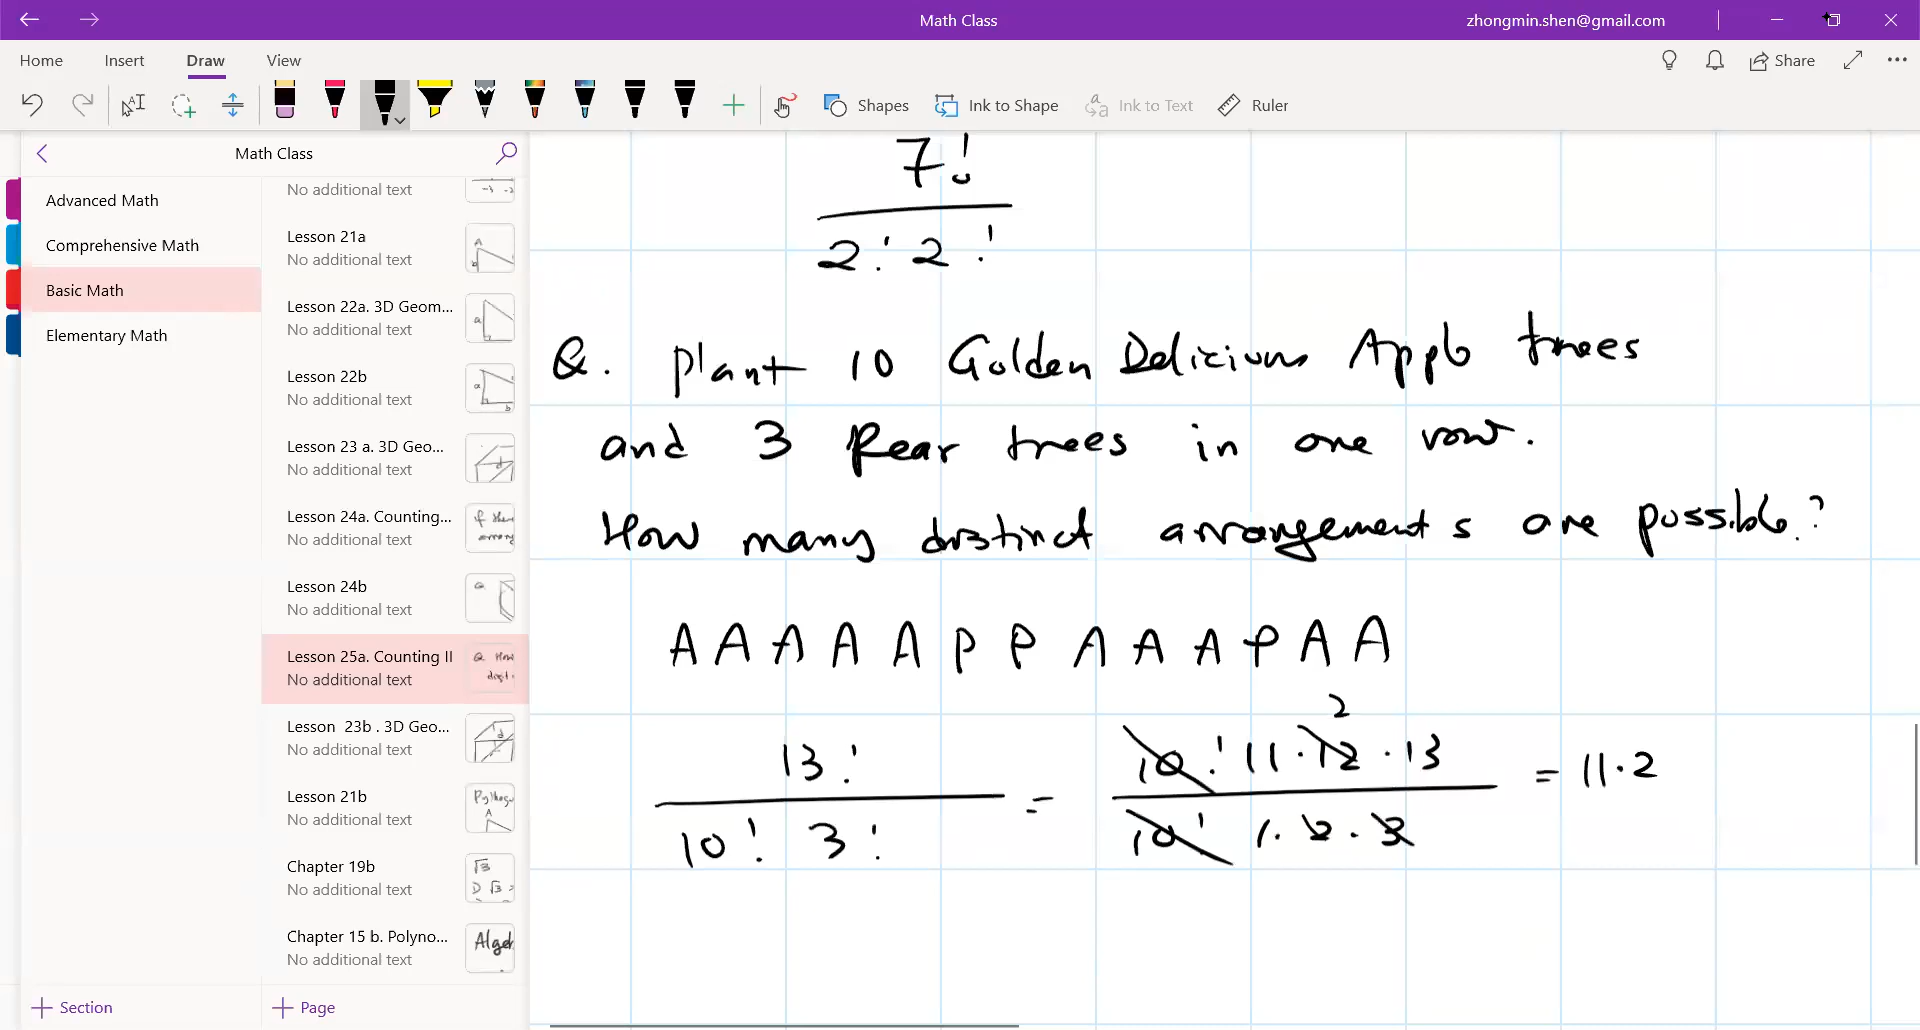 Math Class
zhongmin.shen@gmail.com
Home Insert Draw View
Share
Shapes Ink to Shape Ink to Text Ruler
Math Class
Advanced Math
Comprehensive Math
Basic Math
Elementary Math
Section
No additional text
Lesson 21a
No additional text
Lesson 22a. 3D Geom...
No additional text
Lesson 22b
No additional text
Lesson 23 a. 3D Geo...
No additional text
Lesson 24a. Counting...
No additional text
Lesson 24b
No additional text
Lesson 25a. Counting II
No additional text
Lesson 23b . 3D Geo...
No additional text
Lesson 21b
No additional text
Chapter 19b
No additional text
Chapter 15 b. Polyno...
No additional text
Page
7!
2! 2!
Q. Plant 10 Golden Delicious Apple trees
and 3 Pear trees in one row.
How many distinct arrangements are possible?
A A A A A P P A A A P A A
2
13! = 10! 11 · 12 · 13 = 11 · 2
10! 3! 10! 1 · 2 · 3